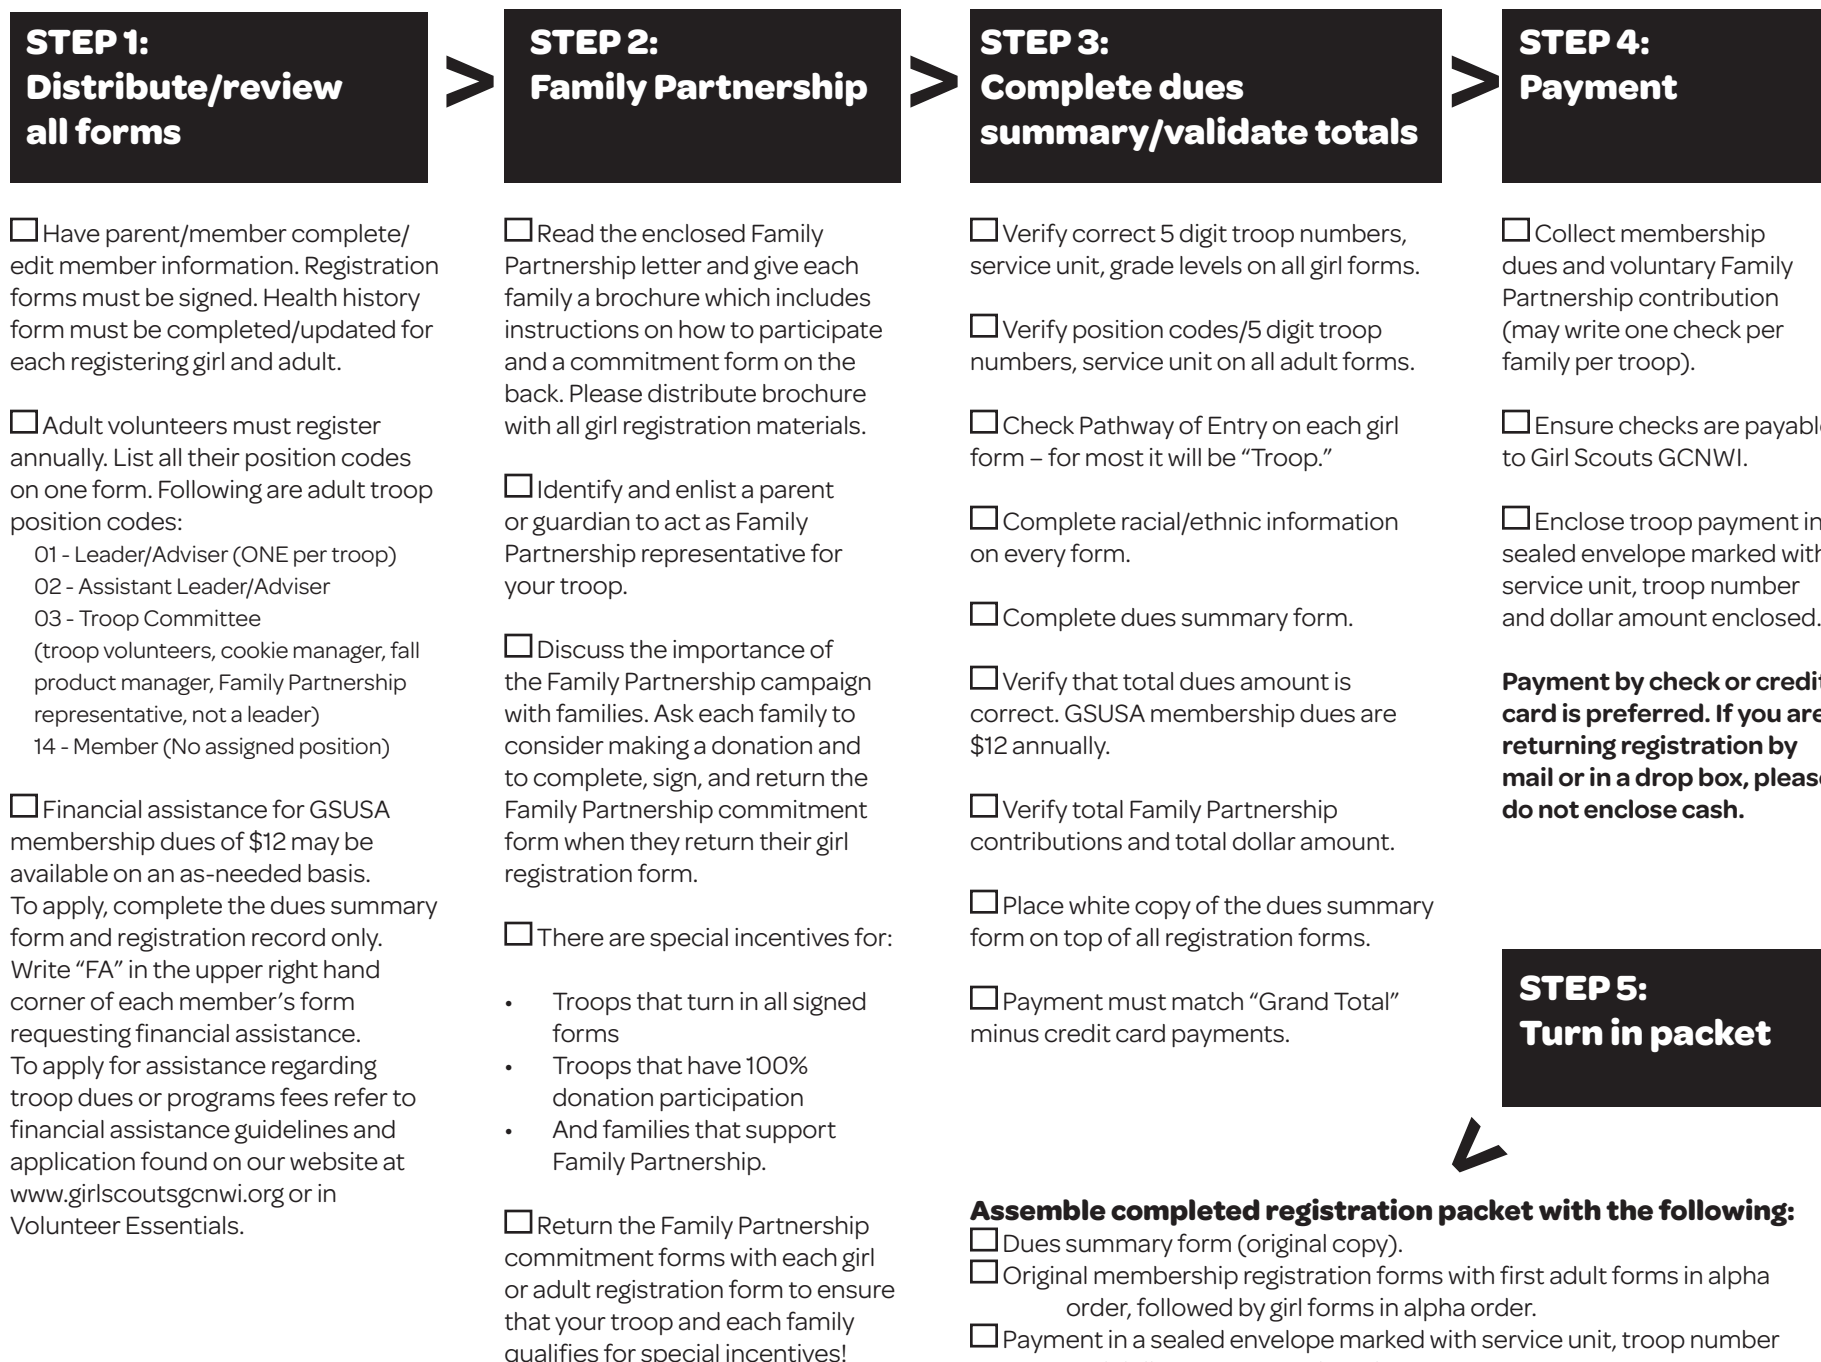 STEP 1:
Distribute/review
all forms
Have parent/member complete/
edit member information. Registration
forms must be signed. Health history
form must be completed/updated for
each registering girl and adult.
Adult volunteers must register
annually. List all their position codes
on one form. Following are adult troop
position codes:
01 - Leader/Adviser (ONE per troop)
02 - Assistant Leader/Adviser
03 - Troop Committee
(troop volunteers, cookie manager, fall
product manager, Family Partnership
representative, not a leader)
14 - Member (No assigned position)
Financial assistance for GSUSA
membership dues of $12 may be
available on an as-needed basis.
To apply, complete the dues summary
form and registration record only.
Write “FA” in the upper right hand
corner of each member’s form
requesting financial assistance.
To apply for assistance regarding
troop dues or programs fees refer to
financial assistance guidelines and
application found on our website at
www.girlscoutsgcnwi.org or in
Volunteer Essentials.
>
STEP 2:
Family Partnership
Read the enclosed Family
Partnership letter and give each
family a brochure which includes
instructions on how to participate
and a commitment form on the
back. Please distribute brochure
with all girl registration materials.
Identify and enlist a parent
or guardian to act as Family
Partnership representative for
your troop.
Discuss the importance of
the Family Partnership campaign
with families. Ask each family to
consider making a donation and
to complete, sign, and return the
Family Partnership commitment
form when they return their girl
registration form.
There are special incentives for:
• Troops that turn in all signed
forms
• Troops that have 100%
donation participation
• And families that support
Family Partnership.
Return the Family Partnership
commitment forms with each girl
or adult registration form to ensure
that your troop and each family
qualifies for special incentives!
>
STEP 3:
Complete dues
summary/validate totals
Verify correct 5 digit troop numbers,
service unit, grade levels on all girl forms.
Verify position codes/5 digit troop
numbers, service unit on all adult forms.
Check Pathway of Entry on each girl
form – for most it will be “Troop.”
Complete racial/ethnic information
on every form.
Complete dues summary form.
Verify that total dues amount is
correct. GSUSA membership dues are
$12 annually.
Verify total Family Partnership
contributions and total dollar amount.
Place white copy of the dues summary
form on top of all registration forms.
Payment must match “Grand Total”
minus credit card payments.
>
STEP 4:
Payment
Collect membership
dues and voluntary Family
Partnership contribution
(may write one check per
family per troop).
Ensure checks are payable
to Girl Scouts GCNWI.
Enclose troop payment in
sealed envelope marked with
service unit, troop number
and dollar amount enclosed.
Payment by check or credit
card is preferred. If you are
returning registration by
mail or in a drop box, please
do not enclose cash.
STEP 5:
Turn in packet
>
Assemble completed registration packet with the following:
Dues summary form (original copy).
Original membership registration forms with first adult forms in alpha
order, followed by girl forms in alpha order.
Payment in a sealed envelope marked with service unit, troop number